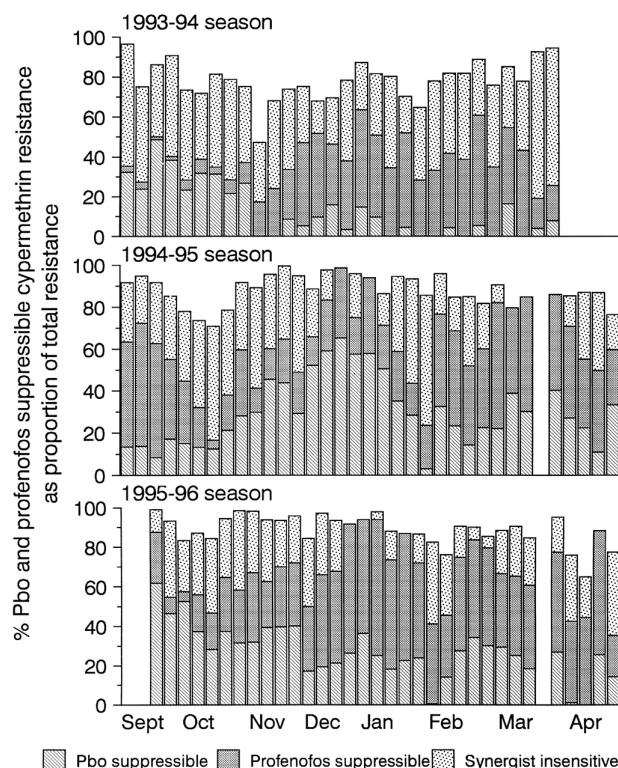 1993-94 season
100
80
60
40
20
0
1994-95 season
100
80
60
40
20
0
1995-96 season
100
80
60
40
20
0
% Pbo and profenofos suppressible cypermethrin resistance
as proportion of total resistance
Sept Oct Nov Dec Jan Feb Mar Apr
Pbo suppressible Profenofos suppressible Synergist insensitive